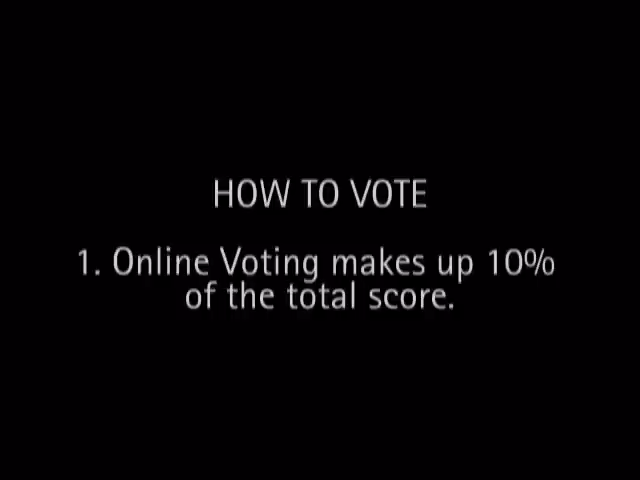 HOW TO VOTE
1. Online Voting makes up 10%
of the total score.